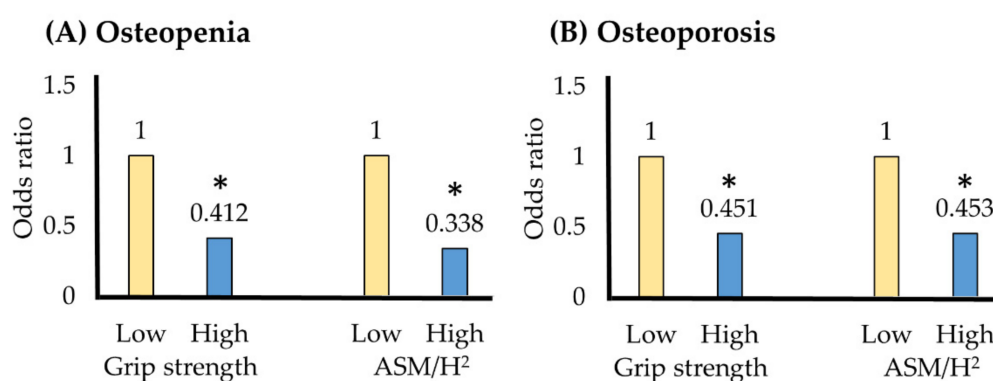 (A) Osteopenia
Odds ratio
1.5
1
0.5
0
1
*
0.412
1
*
0.338
Low High
Grip strength
Low High
ASM/H²
(B) Osteoporosis
Odds ratio
1.5
1
0.5
0
1
*
0.451
1
*
0.453
Low High
Grip strength
Low High
ASM/H²